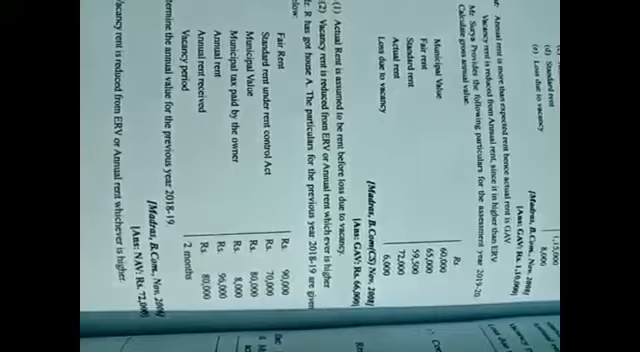 (d) Standard rent 1,15,000
(e) Loss due to vacancy 6,000
[Madras, B.Com., Nov. 2008]
[Ans: GAV: Rs. 1,10,000]
Annual rent is more than expected rent hence actual rent is GAV
Vacancy rent is reduced from Annual rent, since it in higher than ERV
Mr. Surya Provides the following particulars for the assessment year 2019-20.
Calculate gross annual value.
Rs
Municipal Value 60,000
Fair rent 65,000
Standard rent 59,500
Actual rent 72,000
Loss due to vacancy 6,000
[Madras, B.Com(CS) Nov. 2008]
[Ans: GAV: Rs. 66,000]
(1) Actual Rent is assumed to be rent before loss due to vacancy.
(2) Vacancy rent is reduced from ERV or Annual rent which ever is higher
R has got house A. The particulars for the previous year 2018-19 are given
Fair Rent Rs. 90,000
Standard rent under rent control Act Rs. 70,000
Municipal Value Rs. 80,000
Municipal tax paid by the owner Rs. 8,000
Annual rent Rs. 96,000
Annual rent received Rs. 80,000
Vacancy period 2 months
the annual value for the previous year 2018-19.
[Madras, B.Com., Nov.
[Ans: NAV: Rs. 72,000]
Vacancy rent is reduced from ERV or Annual rent whichever is higher.